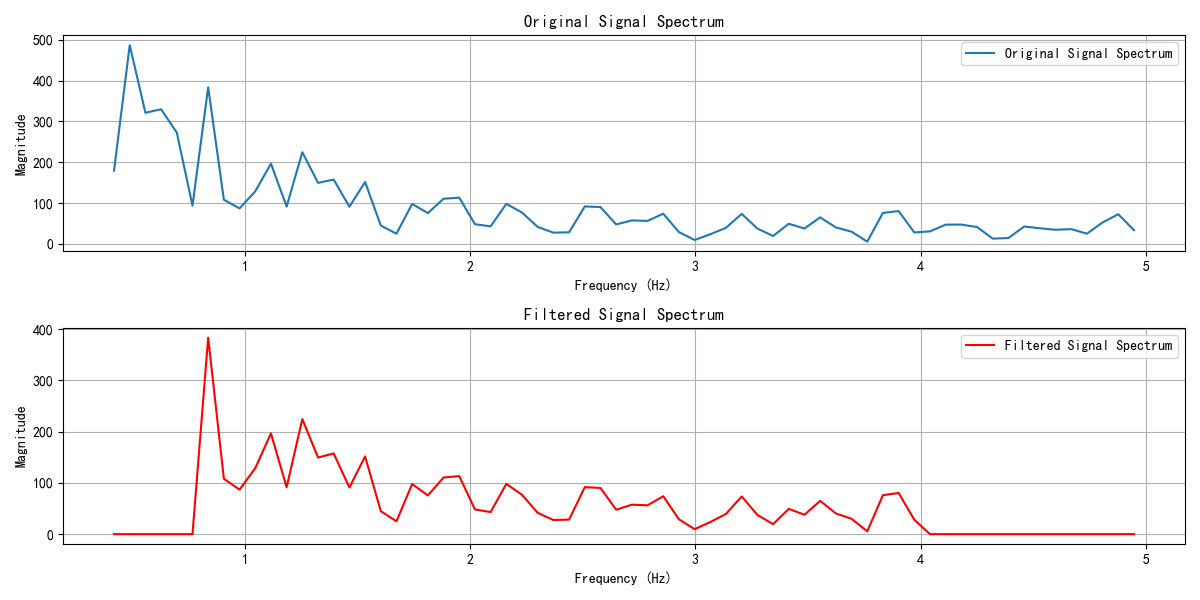 Original Signal Spectrum
500
400
300
200
100
0
Magnitude
Original Signal Spectrum
1
2
3
4
5
Frequency (Hz)
Filtered Signal Spectrum
400
300
200
100
0
Magnitude
Filtered Signal Spectrum
1
2
3
4
5
Frequency (Hz)